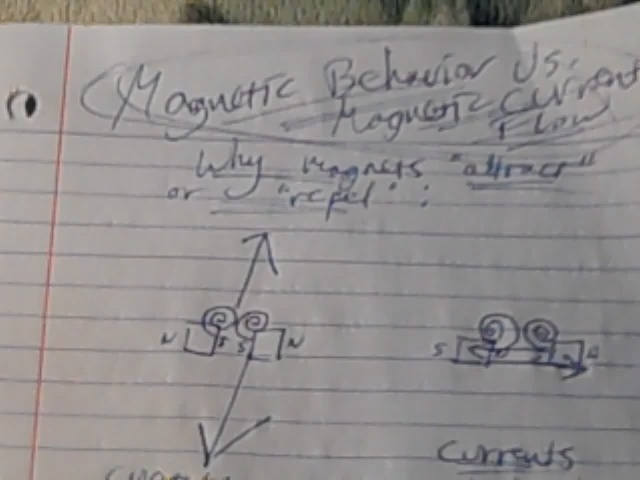 Magnetic Behavior Vs.
Magnetic Current
Flow
Why magnets "attract"
or "repel":
N S S N
S
Currents